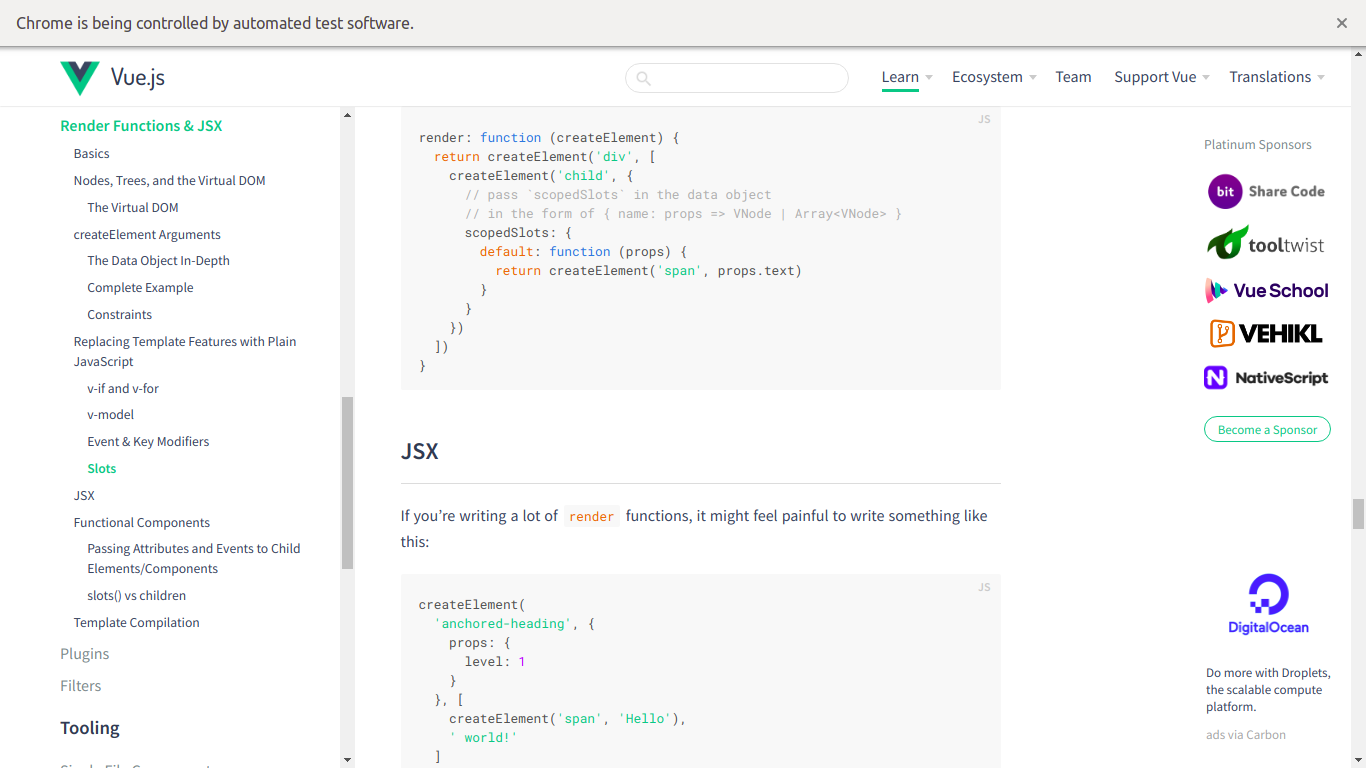 Chrome is being controlled by automated test software.
Vue.js
Learn
Ecosystem
Team
Support Vue
Translations
Render Functions & JSX
Basics
Nodes, Trees, and the Virtual DOM
The Virtual DOM
createElement Arguments
The Data Object In-Depth
Complete Example
Constraints
Replacing Template Features with Plain
JavaScript
v-if and v-for
v-model
Event & Key Modifiers
Slots
JSX
Functional Components
Passing Attributes and Events to Child
Elements/Components
slots() vs children
Template Compilation
Plugins
Filters
Tooling
JS
render: function (createElement) {
  return createElement('div', [
    createElement('child', {
      // pass `scopedSlots` in the data object
      // in the form of { name: props => VNode | Array<VNode> }
      scopedSlots: {
        default: function (props) {
          return createElement('span', props.text)
        }
      }
    })
  ])
}
JSX
If you’re writing a lot of render functions, it might feel painful to write something like
this:
JS
createElement(
  'anchored-heading', {
    props: {
      level: 1
    }
  }, [
    createElement('span', 'Hello'),
    ' world!'
  ]
Platinum Sponsors
bit Share Code
tooltwist
Vue School
VEHIKL
NativeScript
Become a Sponsor
DigitalOcean
Do more with Droplets,
the scalable compute
platform.
ads via Carbon